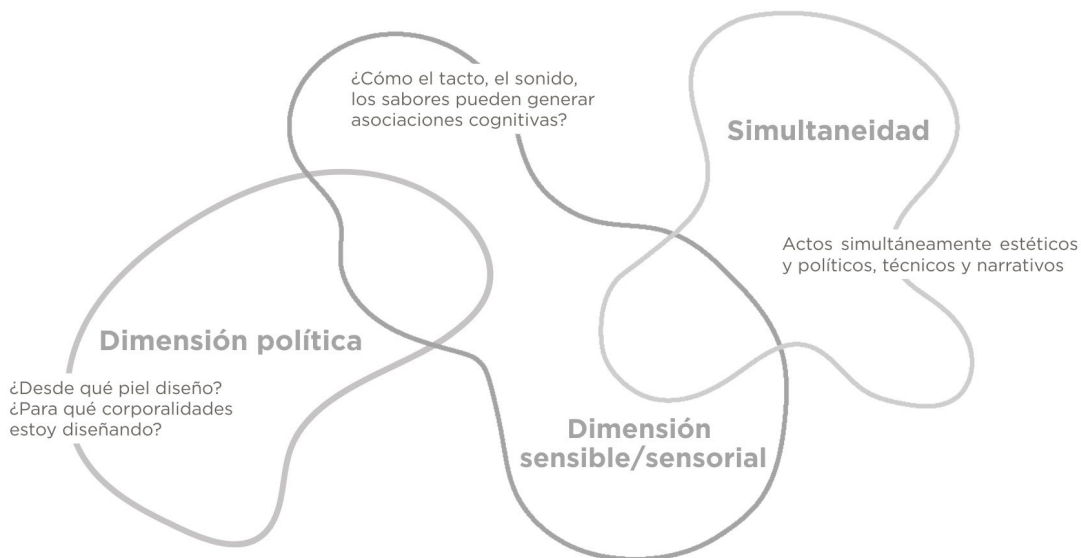 ¿Cómo el tacto, el sonido,
los sabores pueden generar
asociaciones cognitivas?
Simultaneidad
Actos simultáneamente estéticos
y políticos, técnicos y narrativos
Dimensión política
¿Desde qué piel diseño?
¿Para qué corporalidades
estoy diseñando?
Dimensión
sensible/sensorial